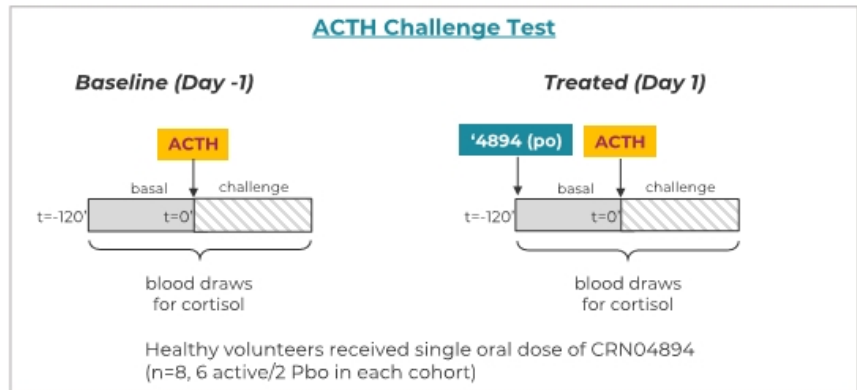 ACTH Challenge Test
Baseline (Day -1)
ACTH
basal
challenge
t=-120'
t=0'
blood draws
for cortisol
Treated (Day 1)
‘4894 (po)
ACTH
basal
challenge
t=-120'
t=0'
blood draws
for cortisol
Healthy volunteers received single oral dose of CRN04894
(n=8, 6 active/2 Pbo in each cohort)